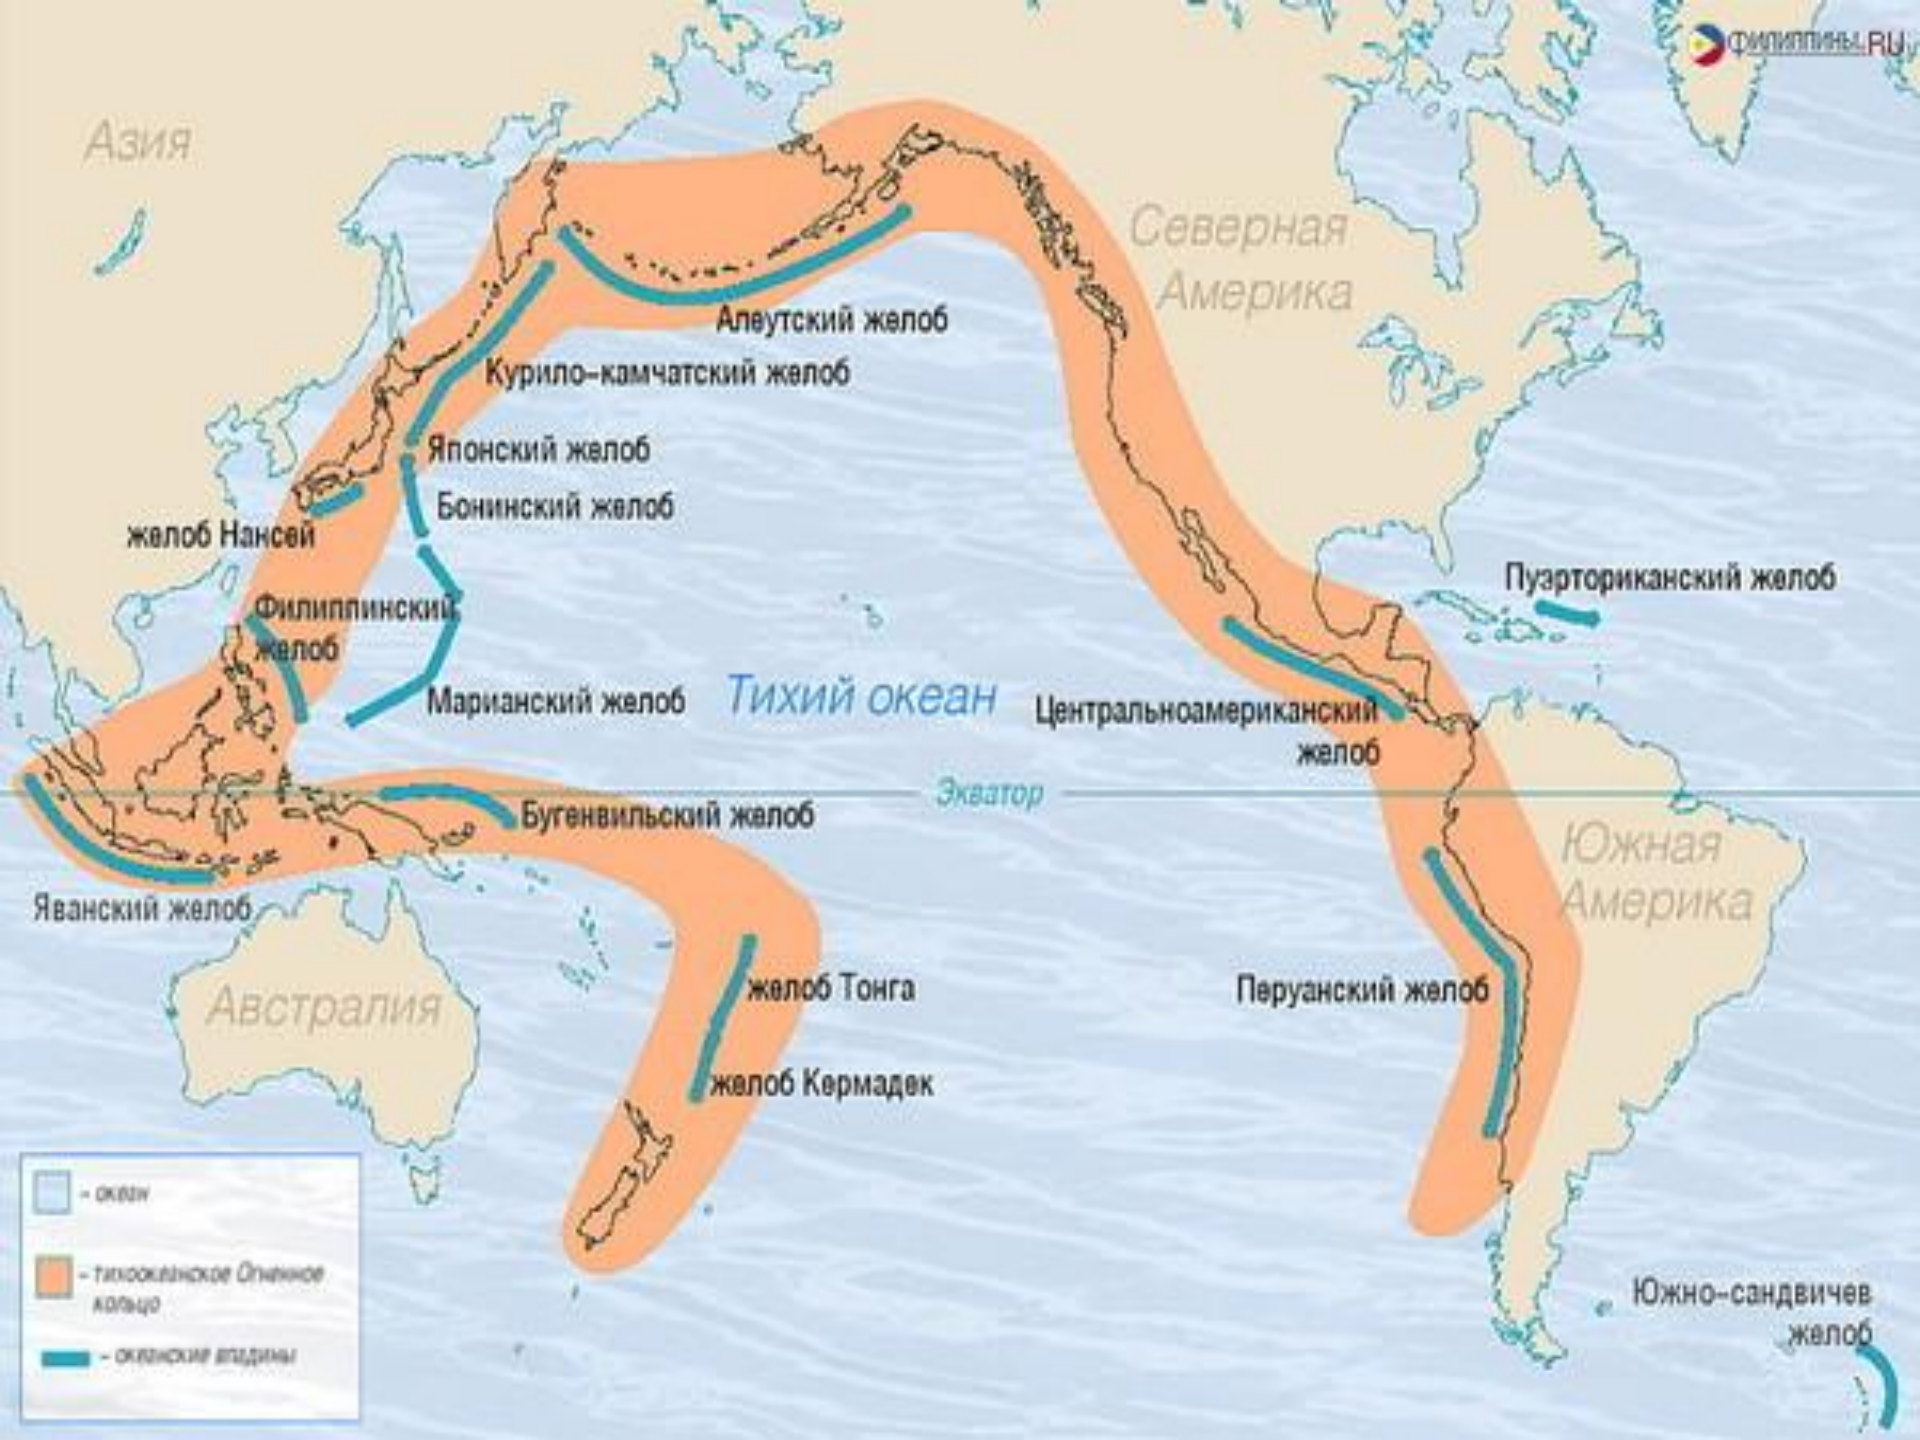 ФИЛИППИНЫ.RU
Азия
Северная
Америка
Алеутский желоб
Курило-камчатский желоб
Японский желоб
Бонинский желоб
желоб Нансей
Пуэрториканский желоб
Филиппинский
желоб
Марианский желоб
Тихий океан
Центральноамериканский
желоб
Экватор
Бугенвильский желоб
Южная
Америка
Яванский желоб
Австралия
желоб Тонга
Перуанский желоб
желоб Кермадек
- океан
- тихоокеанское Огненное
кольцо
- океанские впадины
Южно-сандвичев
желоб